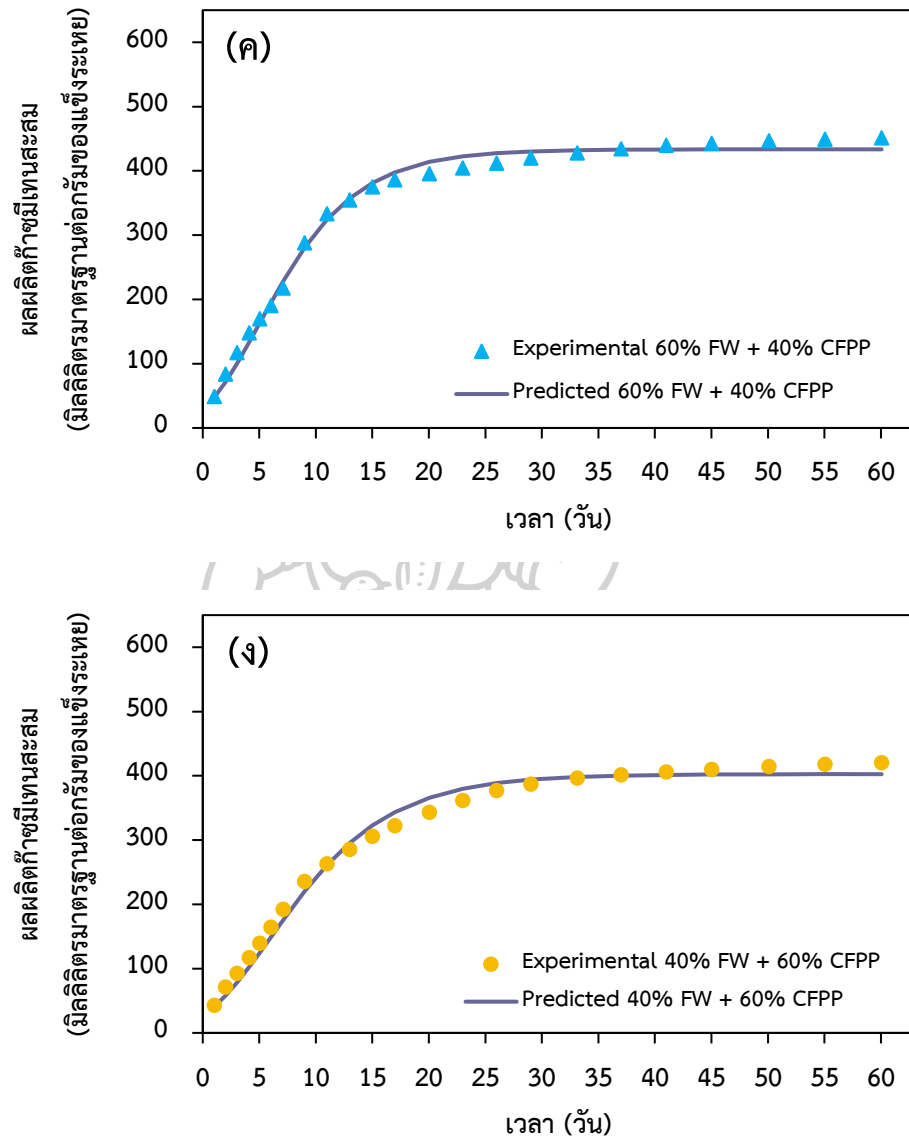 (ค)
ผลผลิตก๊าซมีเทนสะสม
(มิลลิลิตรมาตรฐานต่อกรัมของแข็งระเหย)
600
500
400
300
200
100
0
Experimental 60% FW + 40% CFPP
Predicted 60% FW + 40% CFPP
0 5 10 15 20 25 30 35 40 45 50 55 60
เวลา (วัน)
(ง)
ผลผลิตก๊าซมีเทนสะสม
(มิลลิลิตรมาตรฐานต่อกรัมของแข็งระเหย)
600
500
400
300
200
100
0
Experimental 40% FW + 60% CFPP
Predicted 40% FW + 60% CFPP
0 5 10 15 20 25 30 35 40 45 50 55 60
เวลา (วัน)